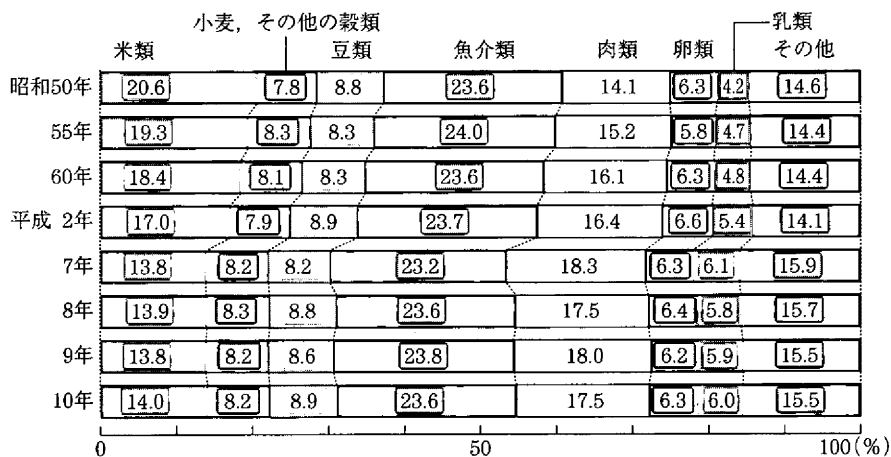 小麦，その他の穀類
乳類
米類 豆類 魚介類 肉類 卵類 その他
昭和50年 20.6 7.8 8.8 23.6 14.1 6.3 4.2 14.6
55年 19.3 8.3 8.3 24.0 15.2 5.8 4.7 14.4
60年 18.4 8.1 8.3 23.6 16.1 6.3 4.8 14.4
平成 2年 17.0 7.9 8.9 23.7 16.4 6.6 5.4 14.1
7年 13.8 8.2 8.2 23.2 18.3 6.3 6.1 15.9
8年 13.9 8.3 8.8 23.6 17.5 6.4 5.8 15.7
9年 13.8 8.2 8.6 23.8 18.0 6.2 5.9 15.5
10年 14.0 8.2 8.9 23.6 17.5 6.3 6.0 15.5
0 50 100(%)